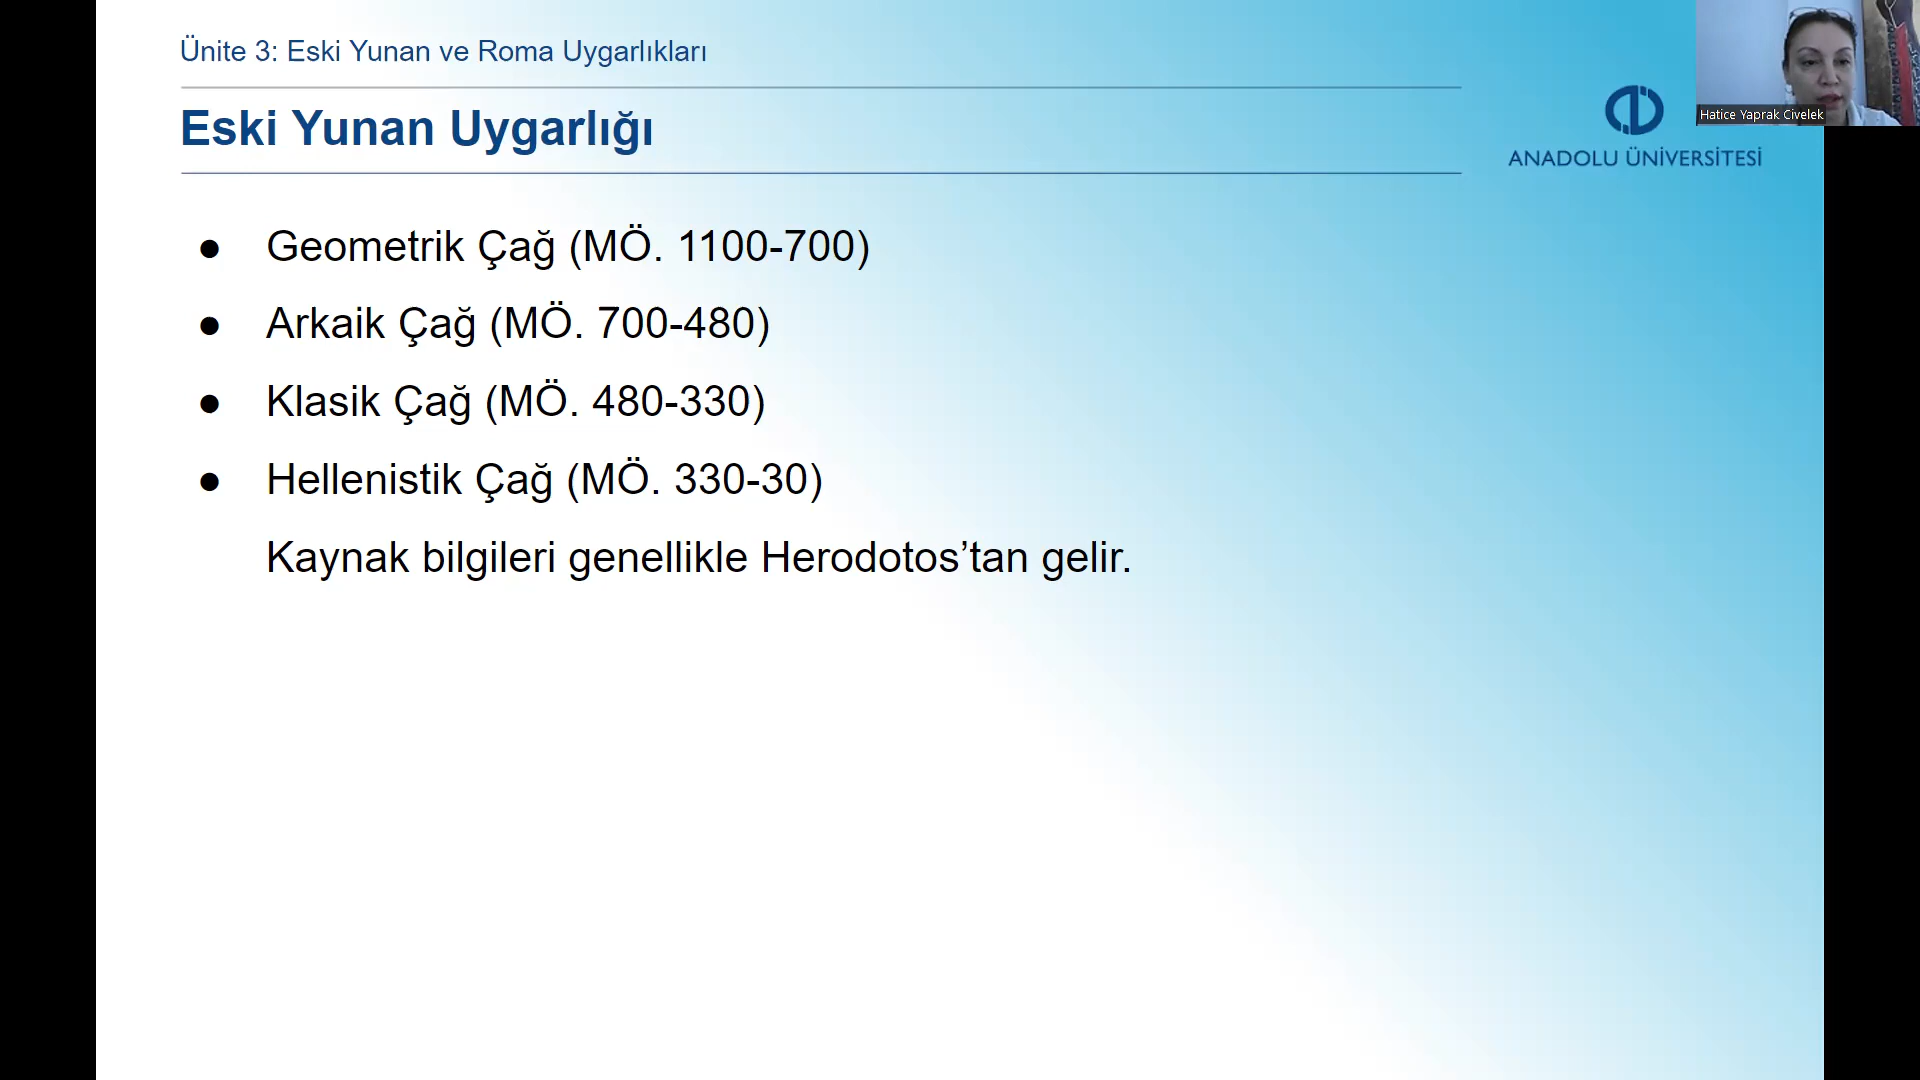 Ünite 3: Eski Yunan ve Roma Uygarlıkları
Eski Yunan Uygarlığı
ANADOLU ÜNİVERSİTESİ
Hatice Yaprak Civelek
● Geometrik Çağ (MÖ. 1100-700)
● Arkaik Çağ (MÖ. 700-480)
● Klasik Çağ (MÖ. 480-330)
● Hellenistik Çağ (MÖ. 330-30)
Kaynak bilgileri genellikle Herodotos’tan gelir.